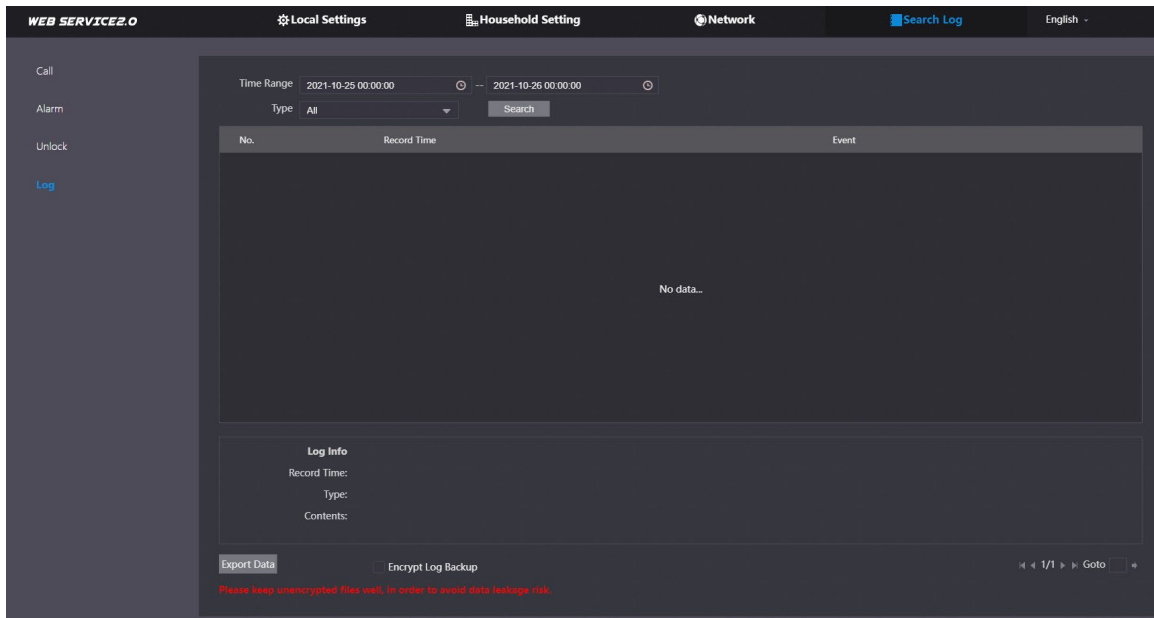 WEB SERVICE2.0 Local Settings Household Setting Network Search Log English
Call
Alarm
Unlock
Log
Time Range 2021-10-25 00:00:00 -- 2021-10-26 00:00:00
Type All Search
No. Record Time Event
No data...
Log Info
Record Time:
Type:
Contents:
Export Data Encrypt Log Backup 1/1 Goto
Please keep unencrypted files well, in order to avoid data leakage risk.